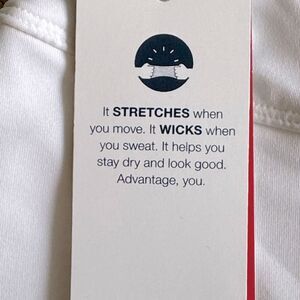 It STRETCHES when
you move. It WICKS when
you sweat. It helps you
stay dry and look good.
Advantage, you.